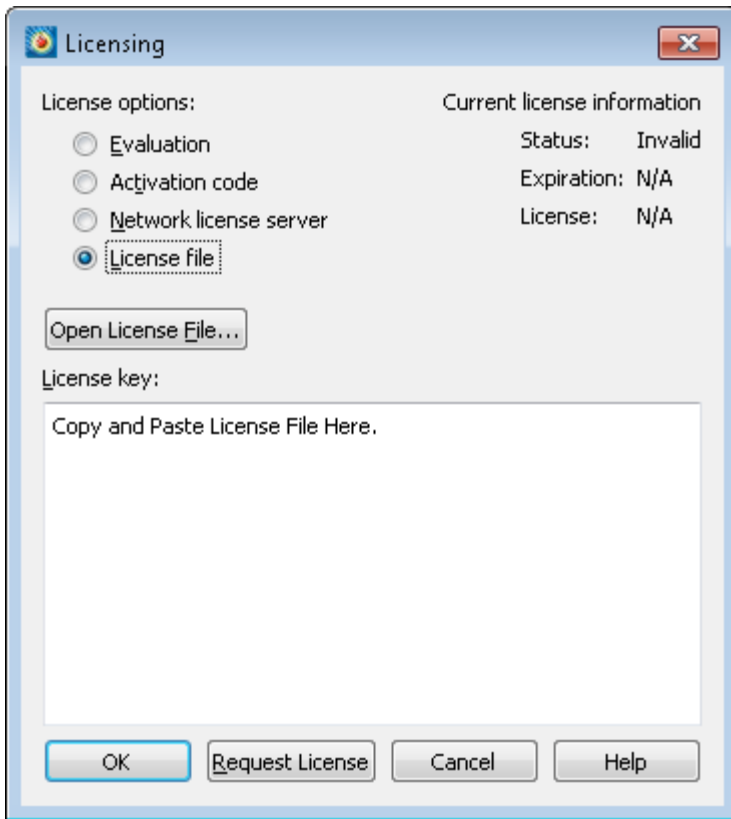 Licensing
License options:
Evaluation
Activation code
Network license server
License file
Current license information
Status: Invalid
Expiration: N/A
License: N/A
Open License File...
License key:
Copy and Paste License File Here.
OK
Request License
Cancel
Help